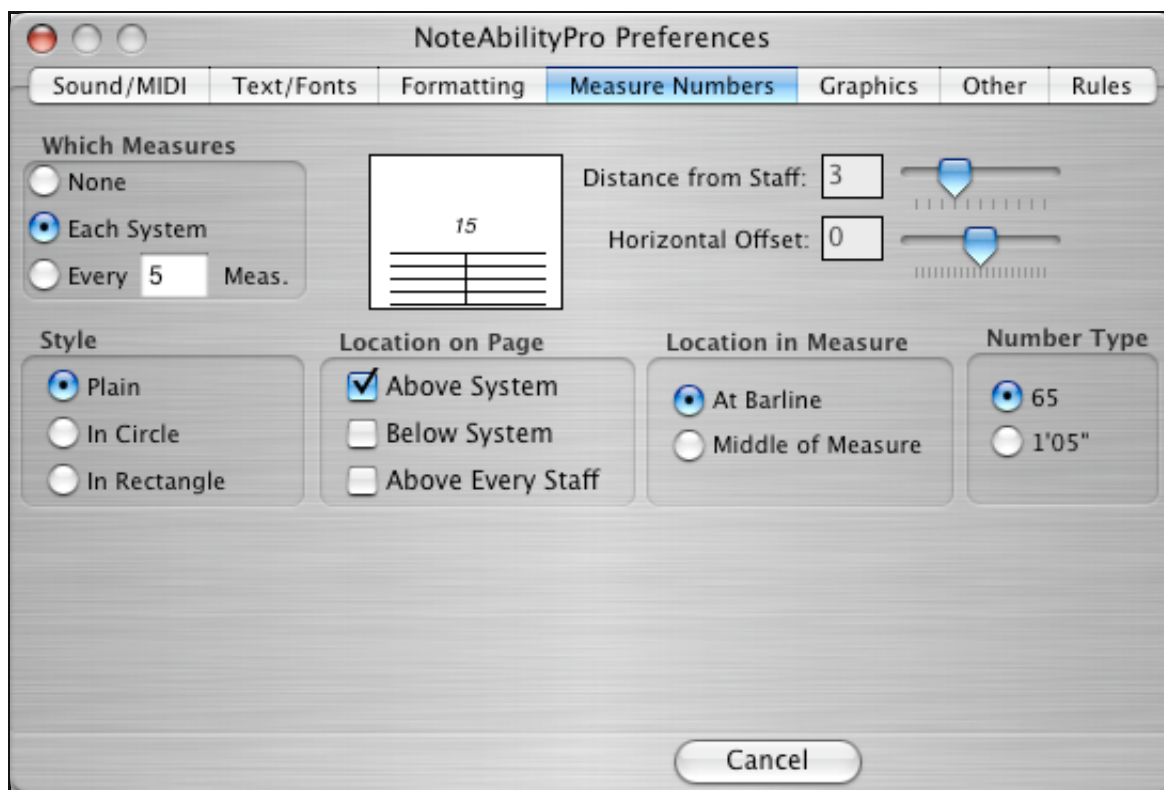 NoteAbilityPro Preferences
Sound/MIDI Text/Fonts Formatting Measure Numbers Graphics Other Rules
Which Measures
None
Each System
Every 5 Meas.
15
Distance from Staff: 3
Horizontal Offset: 0
Style
Plain
In Circle
In Rectangle
Location on Page
Above System
Below System
Above Every Staff
Location in Measure
At Barline
Middle of Measure
Number Type
65
1'05"
Cancel